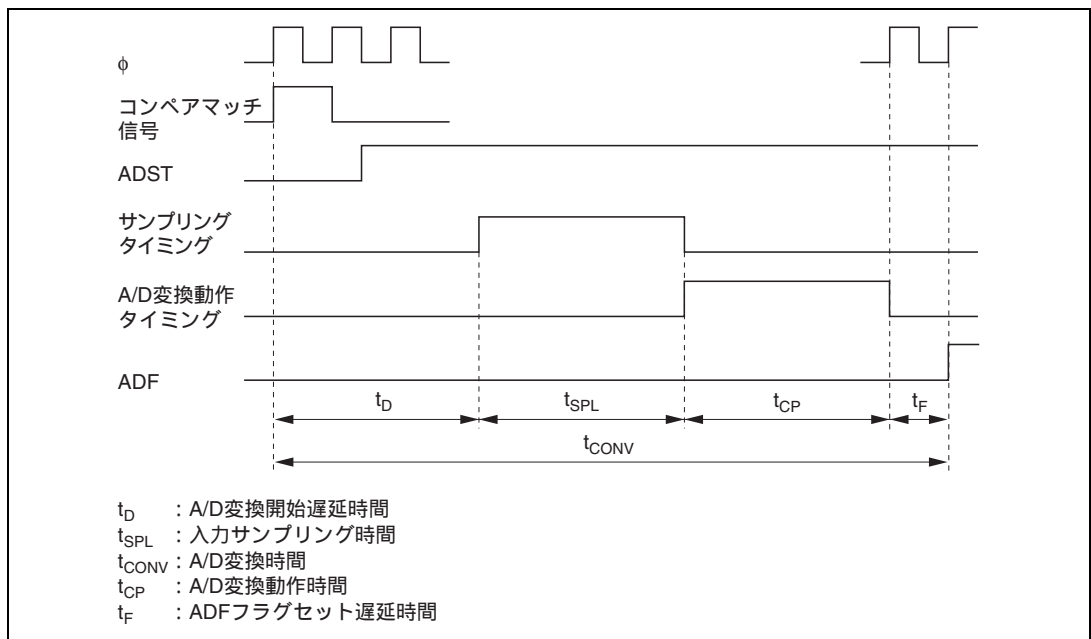 φ
コンペアマッチ
信号
ADST
サンプリング
タイミング
A/D変換動作
タイミング
ADF
tD tSPL tCP tF
tCONV
tD ：A/D変換開始遅延時間
tSPL ：入力サンプリング時間
tCONV：A/D変換時間
tCP ：A/D変換動作時間
tF ：ADFフラグセット遅延時間